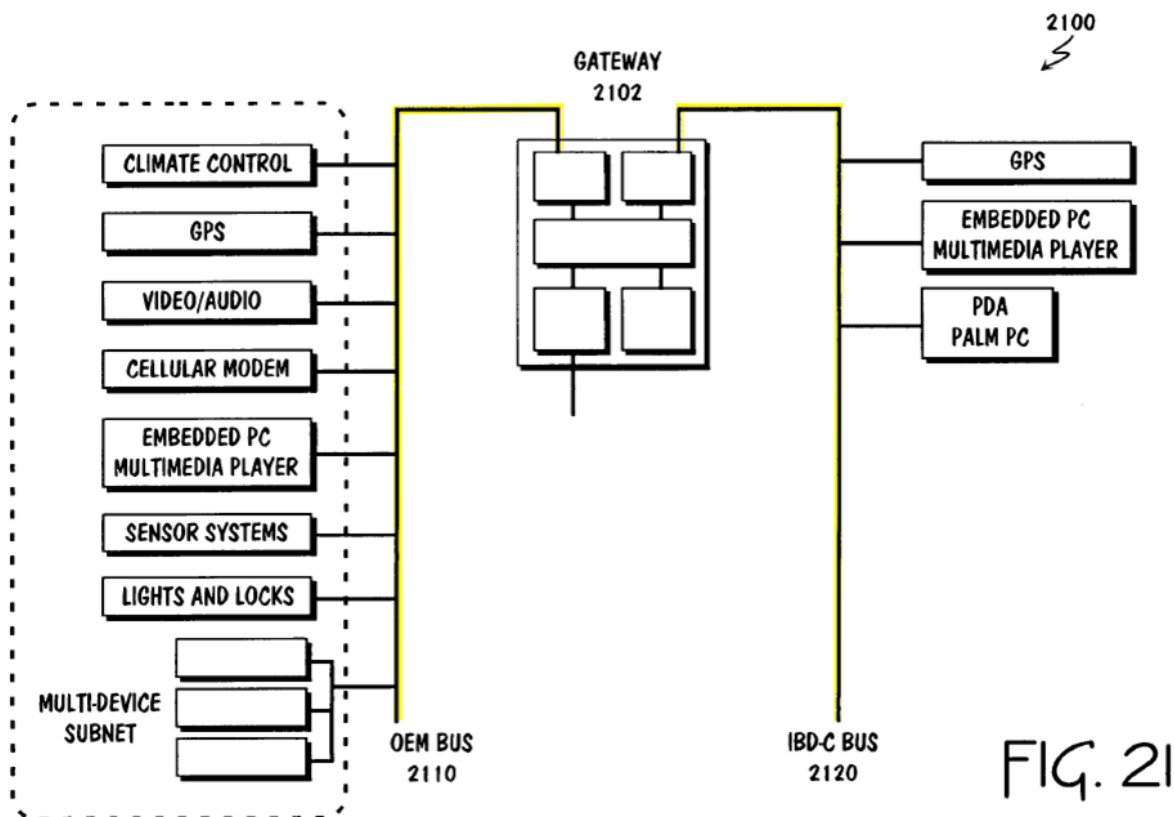 2100
GATEWAY
2102
CLIMATE CONTROL
GPS
VIDEO/AUDIO
CELLULAR MODEM
EMBEDDED PC
MULTIMEDIA PLAYER
SENSOR SYSTEMS
LIGHTS AND LOCKS
MULTI-DEVICE
SUBNET
OEM BUS
2110
GPS
EMBEDDED PC
MULTIMEDIA PLAYER
PDA
PALM PC
IBD-C BUS
2120
FIG. 21